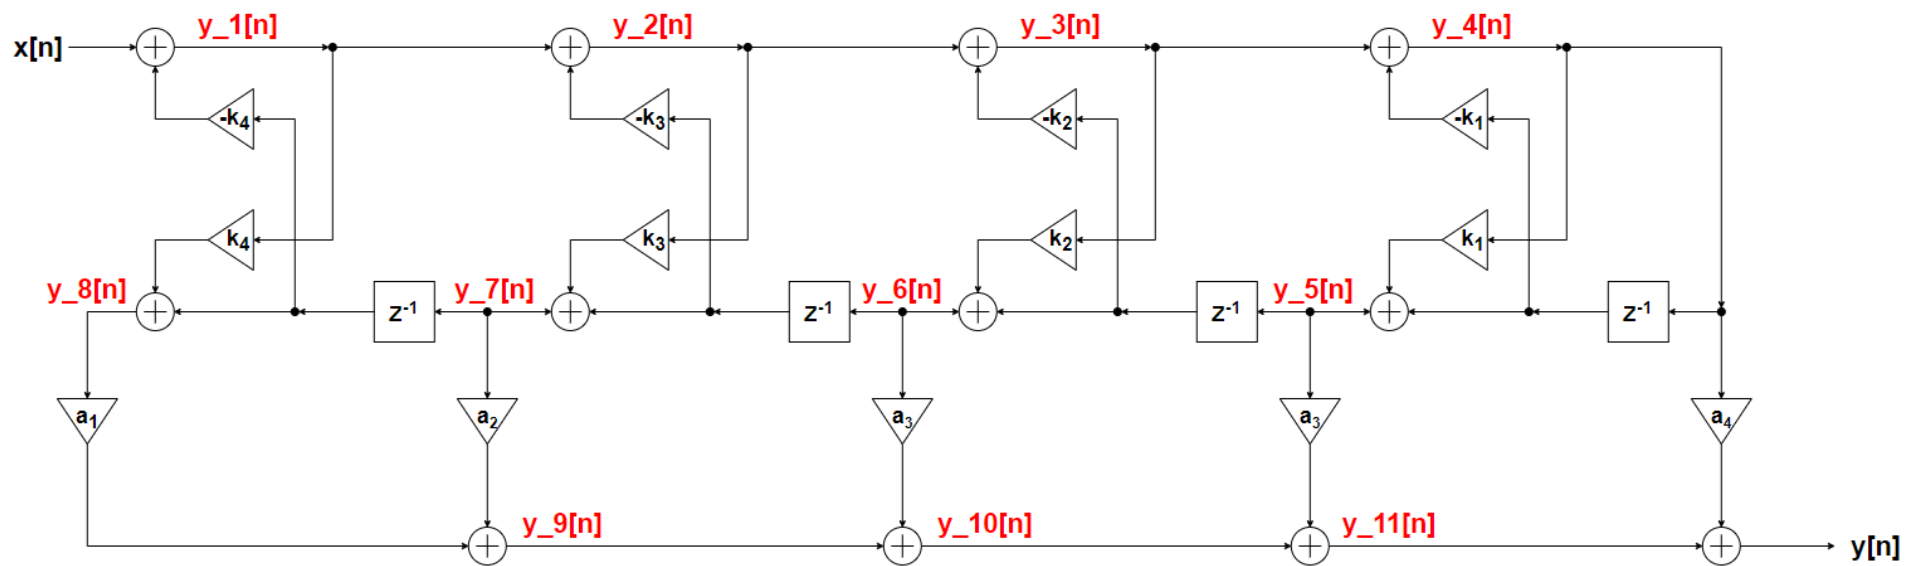 y_1[n] y_2[n] y_3[n] y_4[n]
x[n]
-k₄ -k₃ -k₂ -k₁
k₄ k₃ k₂ k₁
y_8[n] y_7[n] y_6[n] y_5[n]
z⁻¹ z⁻¹ z⁻¹ z⁻¹
a₁ a₂ a₃ a₃ a₄
y_9[n] y_10[n] y_11[n]
y[n]